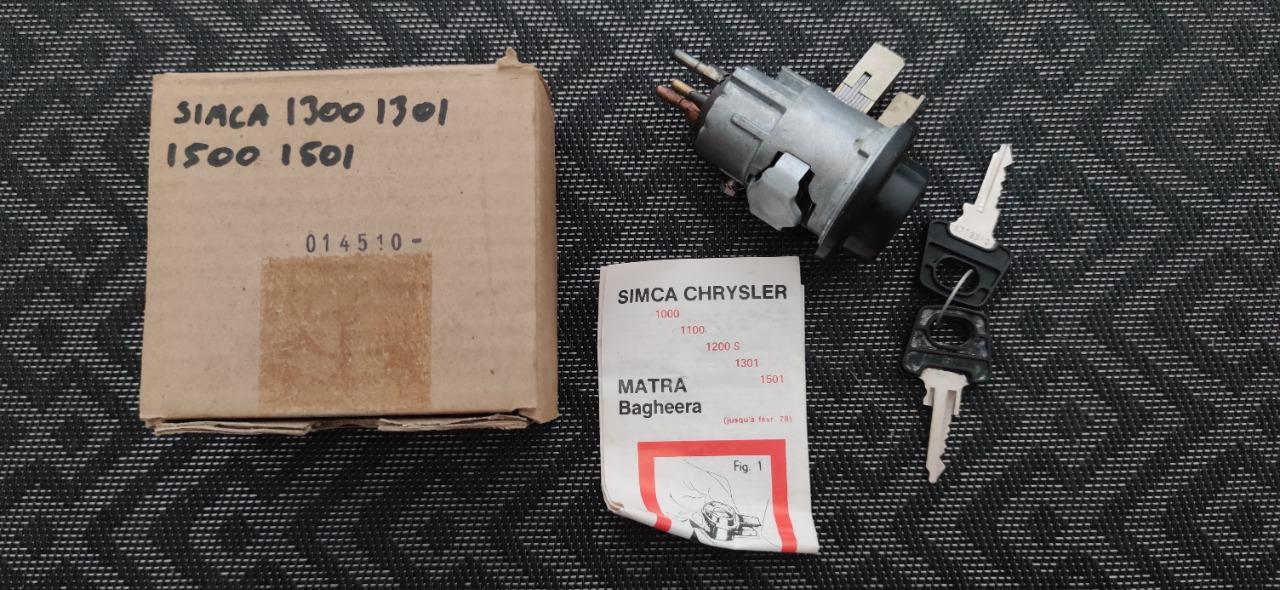 SIMCA 1300 1301
1500 1501
014510-
SIMCA CHRYSLER
1000
1100
1200 S
1301
1501
MATRA
Bagheera
(jusqu'à févr. 78)
Fig. 1